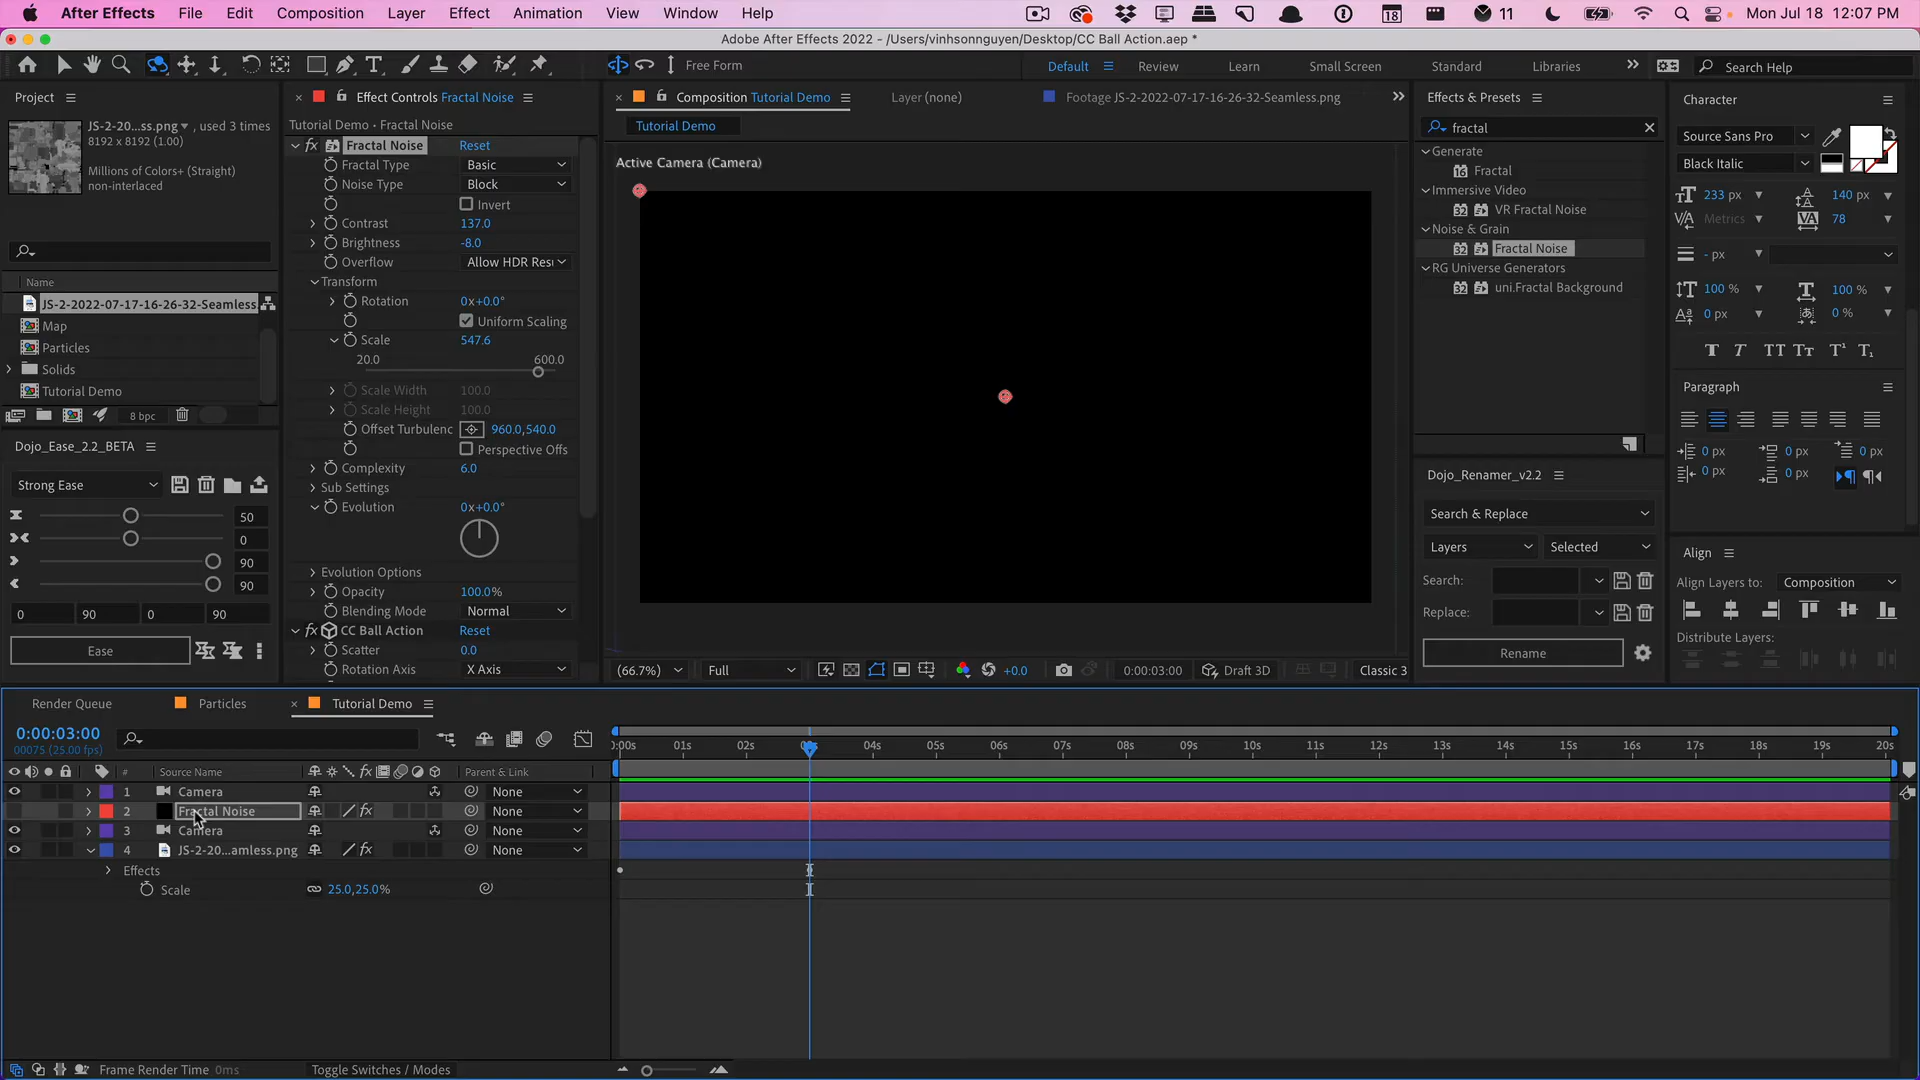 After Effects File Edit Composition Layer Effect Animation View Window Help 18 11 Mon Jul 18 12:07 PM
Adobe After Effects 2022 - /Users/vinhsonnguyen/Desktop/CC Ball Action.aep *
Free Form Default Review Learn Small Screen Standard Libraries Search Help
Project
JS-2-20...ss.png , used 3 times
8192 x 8192 (1.00)
Millions of Colors+ (Straight)
non-interlaced
Name
JS-2-2022-07-17-16-26-32-Seamless
Map
Particles
Solids
Tutorial Demo
8 bpc
Dojo_Ease_2.2_BETA
Strong Ease
50
0
90
90
0 90 0 90
Ease
Effect Controls Fractal Noise
Tutorial Demo • Fractal Noise
fx Fractal Noise Reset
Fractal Type Basic
Noise Type Block
Invert
Contrast 137.0
Brightness -8.0
Overflow Allow HDR Resu
Transform
Rotation 0x+0.0°
Uniform Scaling
Scale 547.6
20.0 600.0
Scale Width 100.0
Scale Height 100.0
Offset Turbulenc 960.0,540.0
Perspective Offs
Complexity 6.0
Sub Settings
Evolution 0x+0.0°
Evolution Options
Opacity 100.0%
Blending Mode Normal
fx CC Ball Action Reset
Scatter 0.0
Rotation Axis X Axis
Composition Tutorial Demo Layer (none) Footage JS-2-2022-07-17-16-26-32-Seamless.png
Tutorial Demo
Active Camera (Camera)
(66.7%) Full +0.0 0:00:03:00 Draft 3D Classic 3
Effects & Presets
fractal
Generate
16 Fractal
Immersive Video
32 VR Fractal Noise
Noise & Grain
32 Fractal Noise
RG Universe Generators
32 uni.Fractal Background
Dojo_Renamer_v2.2
Search & Replace
Layers Selected
Search:
Replace:
Rename
Character
Source Sans Pro
Black Italic
233 px 140 px
Metrics 78
- px
100 % 100 %
0 px 0 %
Paragraph
0 px 0 px 0 px
0 px 0 px
Align
Align Layers to: Composition
Distribute Layers:
Render Queue Particles Tutorial Demo
0:00:03:00
00075 (25.00 fps)
# Source Name fx Parent & Link
1 Camera None
2 Fractal Noise fx None
3 Camera None
4 JS-2-20...amless.png fx None
Effects
Scale 25.0,25.0%
:00s 01s 02s 04s 05s 06s 07s 08s 09s 10s 11s 12s 13s 14s 15s 16s 17s 18s 19s 20s
Frame Render Time 0ms Toggle Switches / Modes